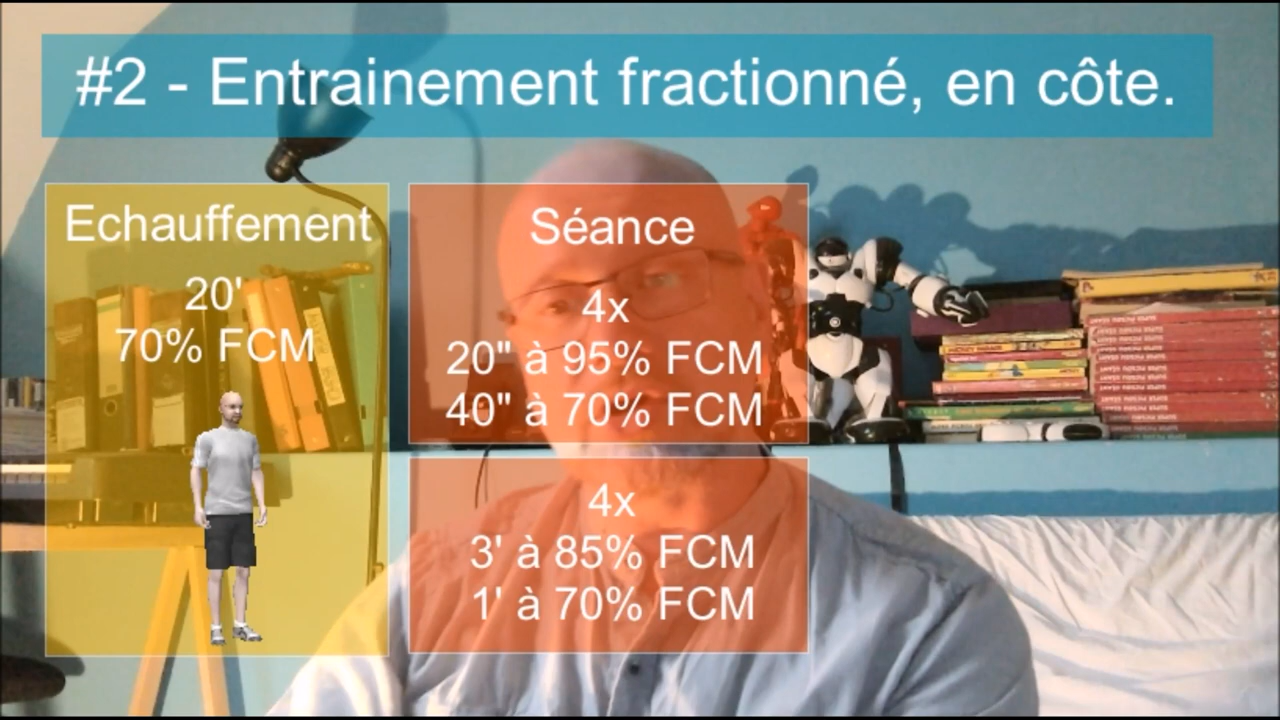 #2 - Entrainement fractionné, en côte.
Echauffement
20'
70% FCM
Séance
4x
20" à 95% FCM
40" à 70% FCM
4x
3' à 85% FCM
1' à 70% FCM